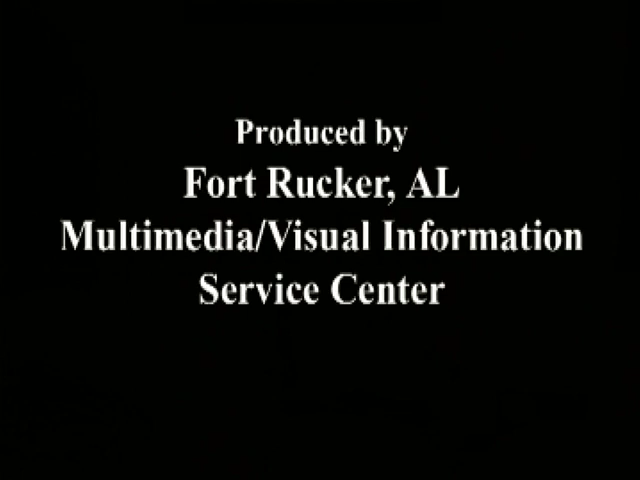 Produced by
Fort Rucker, AL
Multimedia/Visual Information
Service Center